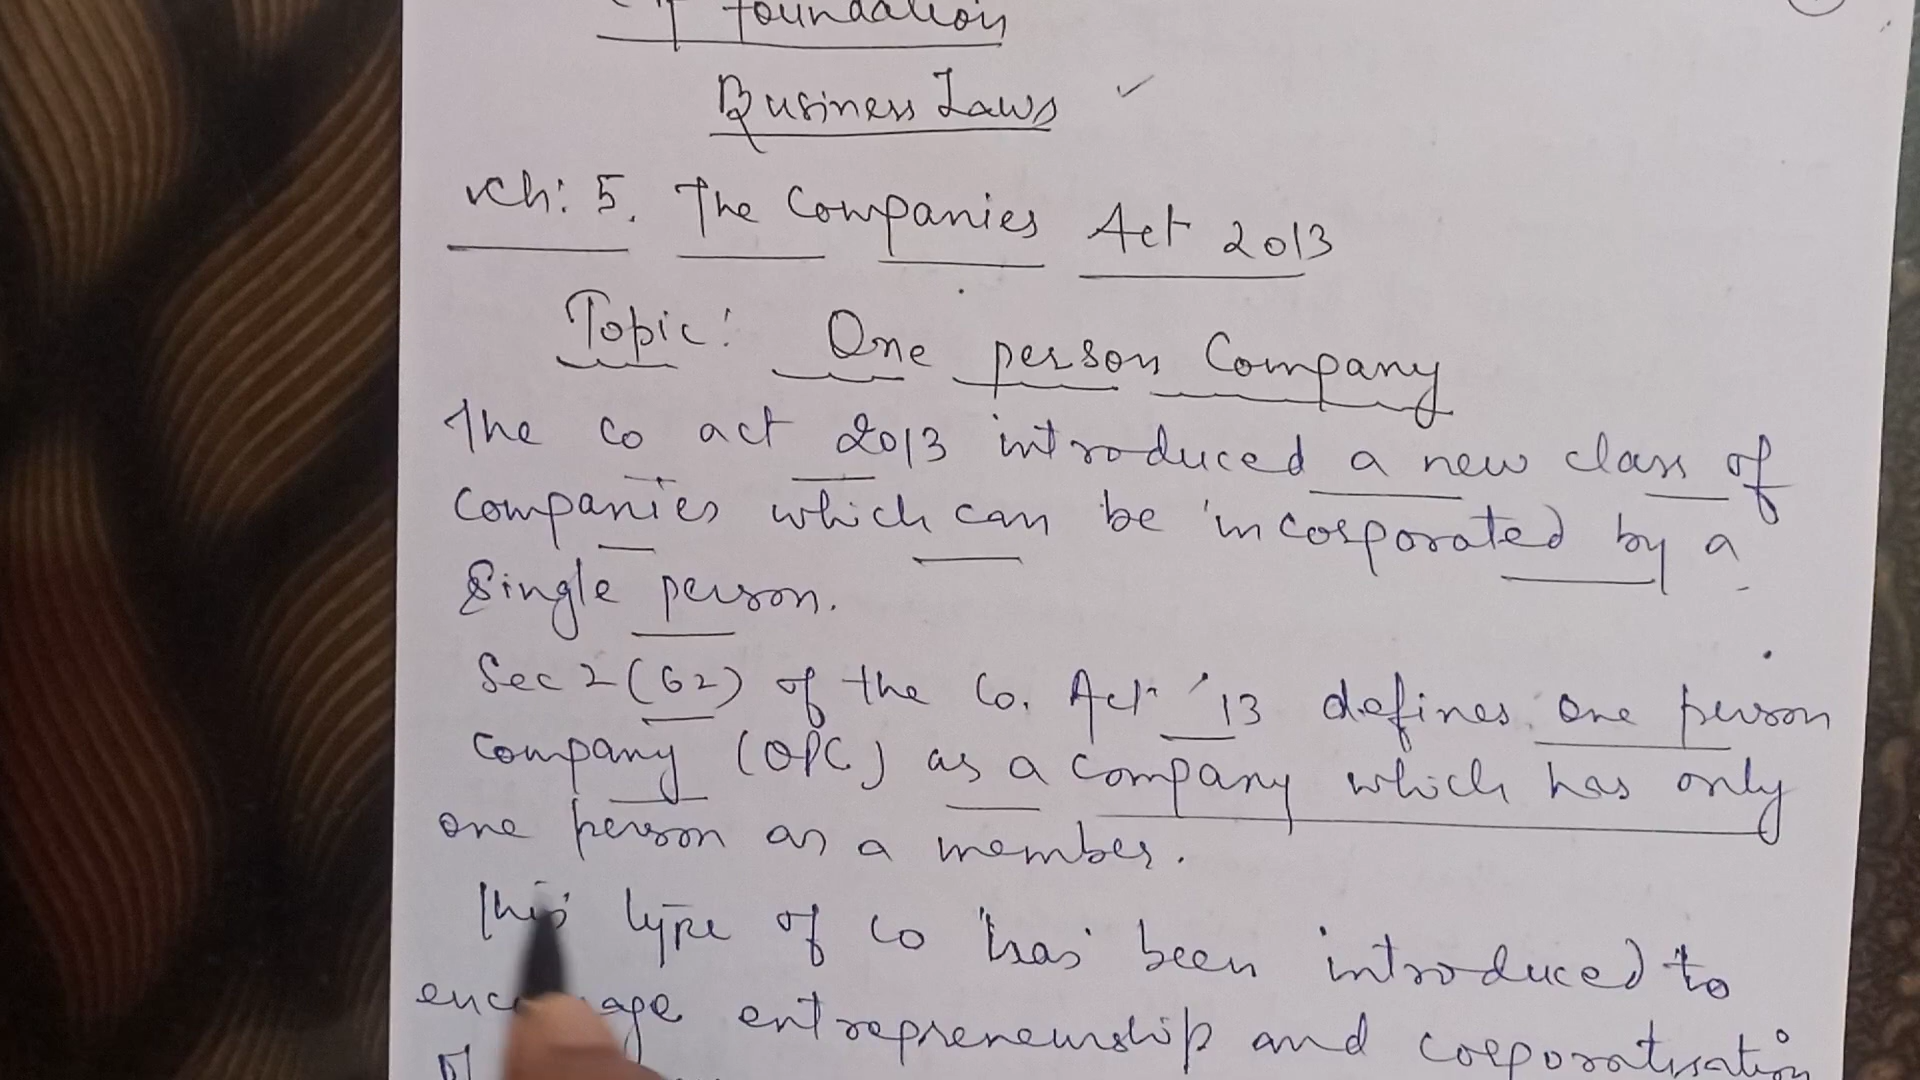 foundation
Business Laws
Ch: 5. The Companies Act 2013
Topic: One person Company
The co act 2013 introduced a new class of
companies which can be incorporated by a
Single person.
Sec 2 (62) of the Co. Act '13 defines one person
company (OPC) as a company which has only
one person as a member.
This type of co has been introduced to
entrepreneurship and corporatisation